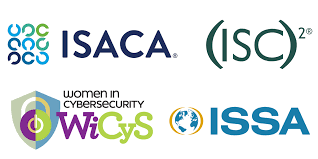 ISACA®
(ISC)²®
WOMEN IN
CYBERSECURITY
WiCyS
ISSA